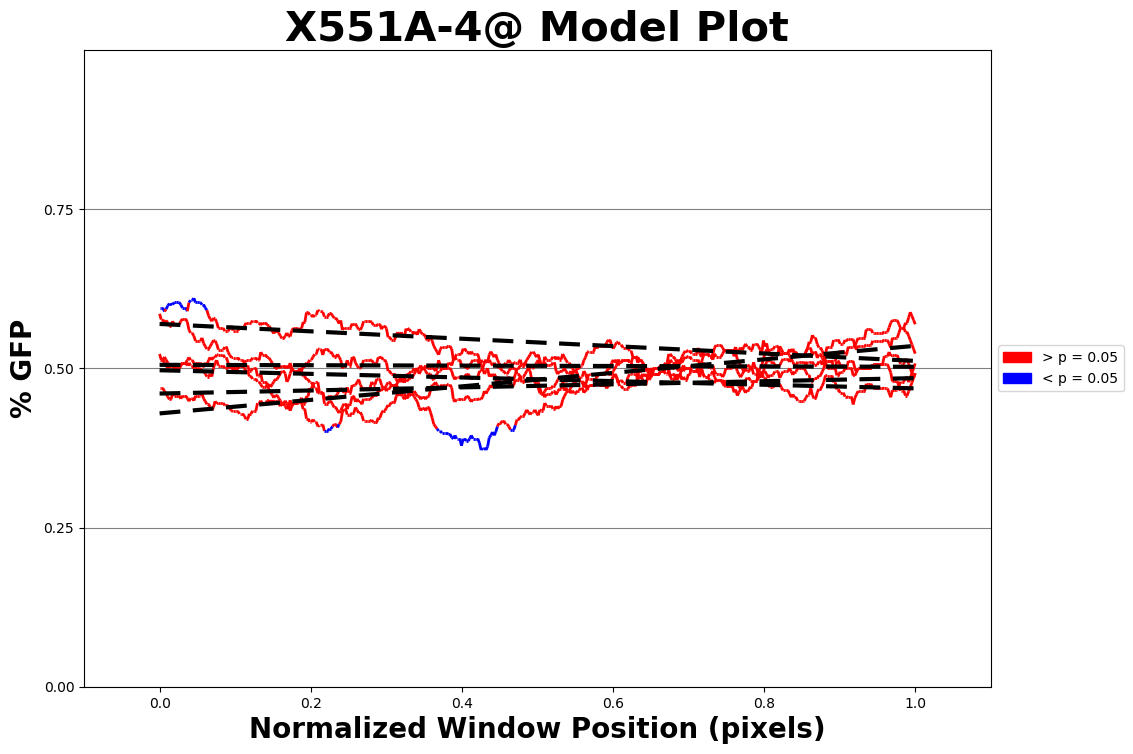 X551A-4@ Model Plot
% GFP
0.75
0.50
0.25
0.00
0.0 0.2 0.4 0.6 0.8 1.0
Normalized Window Position (pixels)
> p = 0.05
< p = 0.05